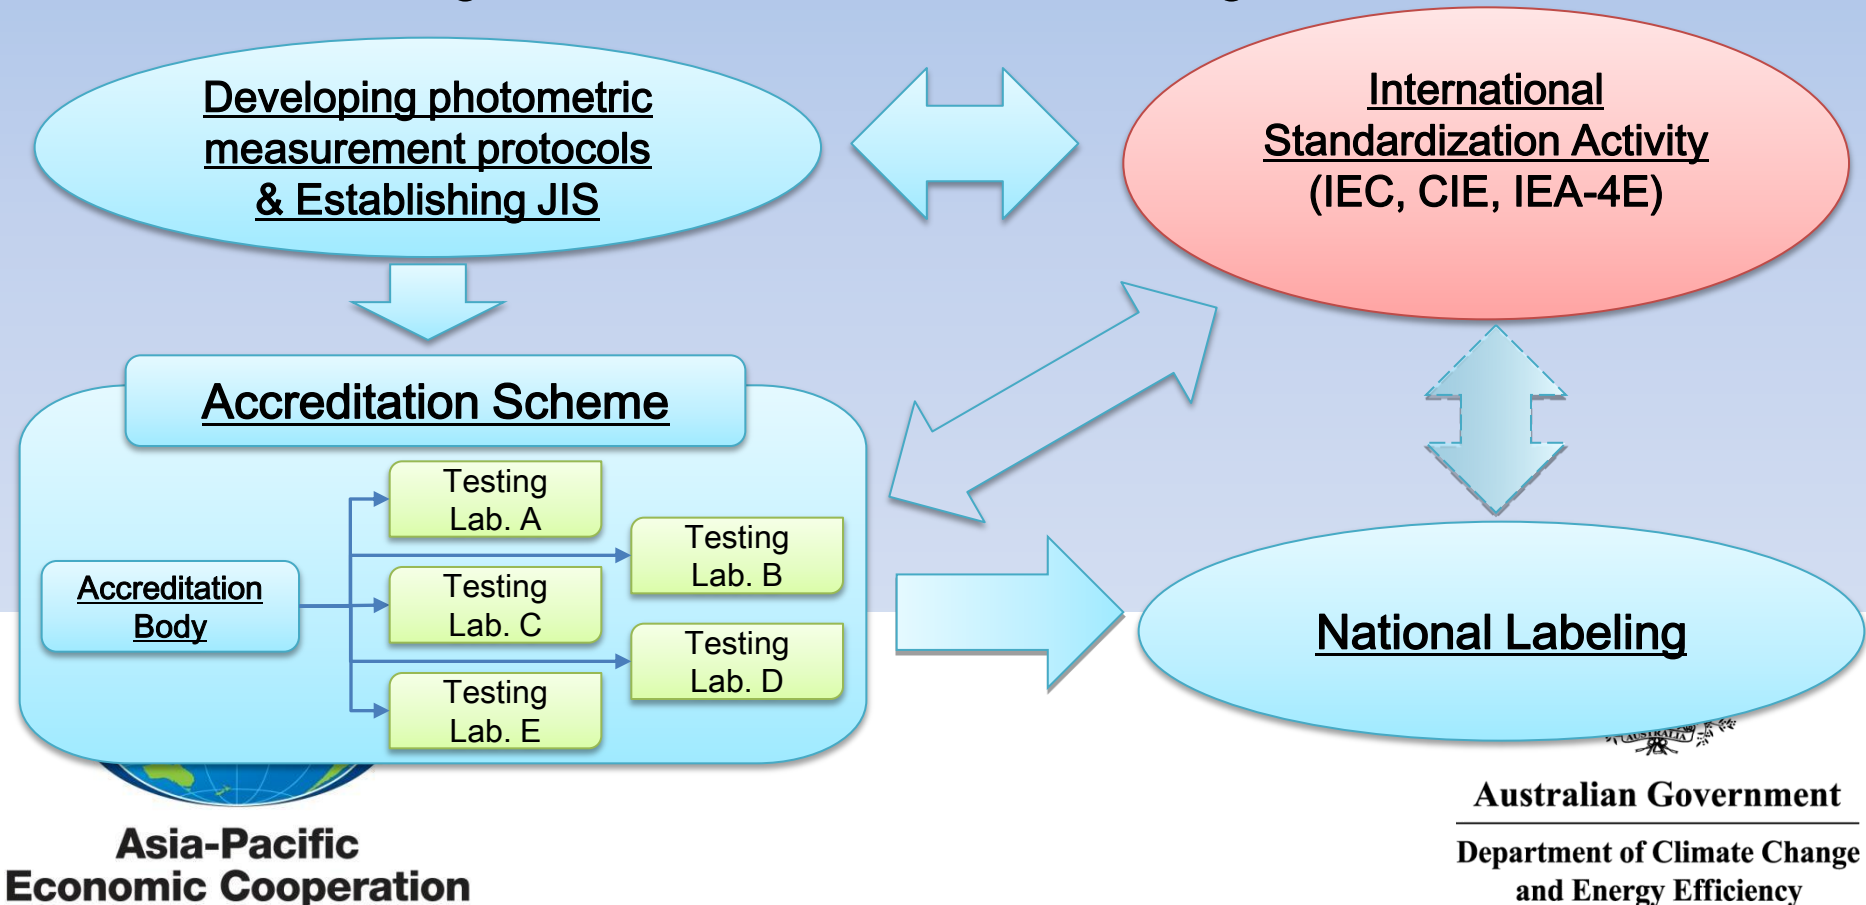 Developing photometric
measurement protocols
& Establishing JIS
International
Standardization Activity
(IEC, CIE, IEA-4E)
Accreditation Scheme
Accreditation
Body
Testing
Lab. A
Testing
Lab. B
Testing
Lab. C
Testing
Lab. D
Testing
Lab. E
National Labeling
AUSTRALIA
Asia-Pacific
Economic Cooperation
Australian Government
Department of Climate Change
and Energy Efficiency